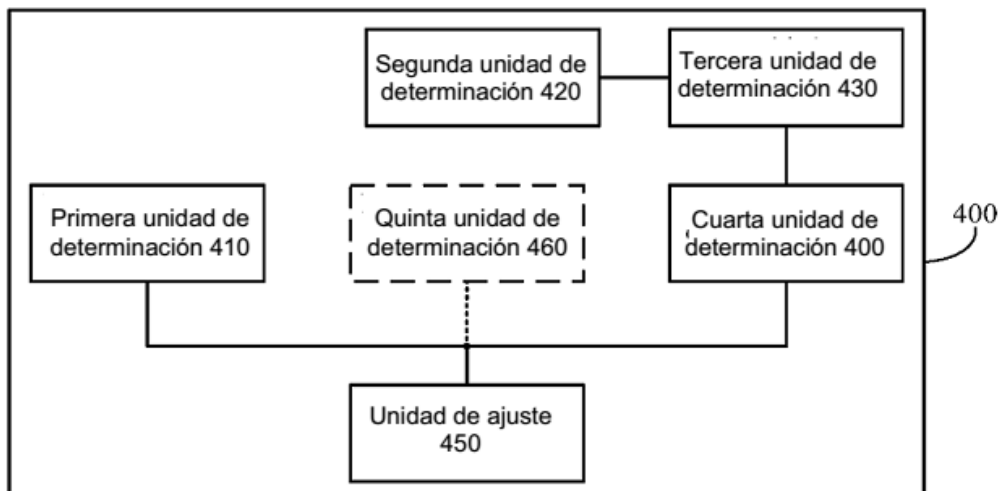 Segunda unidad de
determinación 420
Tercera unidad de
determinación 430
Primera unidad de
determinación 410
Quinta unidad de
determinación 460
Cuarta unidad de
determinación 400
400
Unidad de ajuste
450